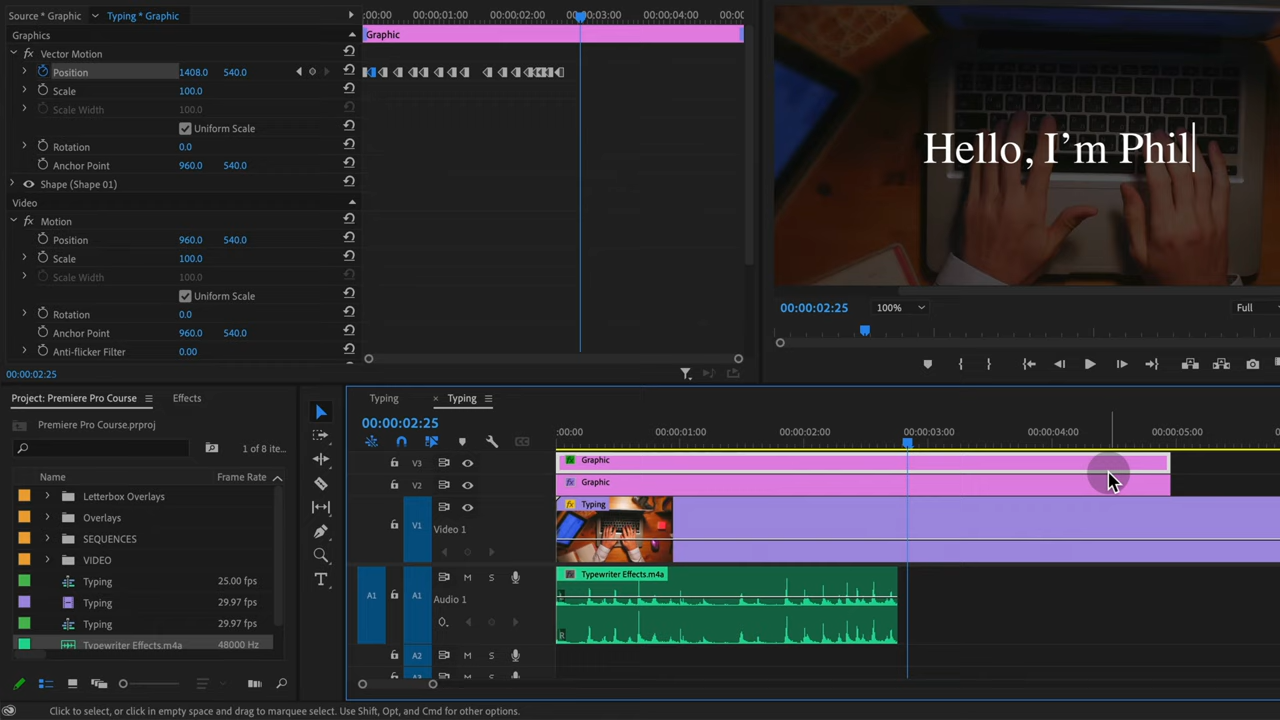 Source * Graphic
Typing * Graphic
:00:00 00:00:01:00 00:00:02:00 00:00:03:00 00:00:04:00 00:00
Graphics
Graphic
fx Vector Motion
Position 1408.0 540.0
Scale 100.0
Scale Width 100.0
Uniform Scale
Rotation 0.0
Anchor Point 960.0 540.0
Shape (Shape 01)
Video
fx Motion
Position 960.0 540.0
Scale 100.0
Scale Width 100.0
Uniform Scale
Rotation 0.0
Anchor Point 960.0 540.0
Anti-flicker Filter 0.00
00:00:02:25
Hello, I’m Phil
00:00:02:25 100% Full
Project: Premiere Pro Course
Effects
Premiere Pro Course.prproj
1 of 8 ite...
Name Frame Rate
Letterbox Overlays
Overlays
SEQUENCES
VIDEO
Typing 25.00 fps
Typing 29.97 fps
Typing 29.97 fps
Typewriter Effects.m4a 48000 Hz
Typing × Typing
00:00:02:25
:00:00 00:00:01:00 00:00:02:00 00:00:03:00 00:00:04:00 00:00:05:00
V3 fx Graphic
V2 fx Graphic
V1 Video 1 fx Typing
A1 A1 M S Audio 1 fx Typewriter Effects.m4a
L
R
A2 M S
Click to select, or click in empty space and drag to marquee select. Use Shift, Opt, and Cmd for other options.